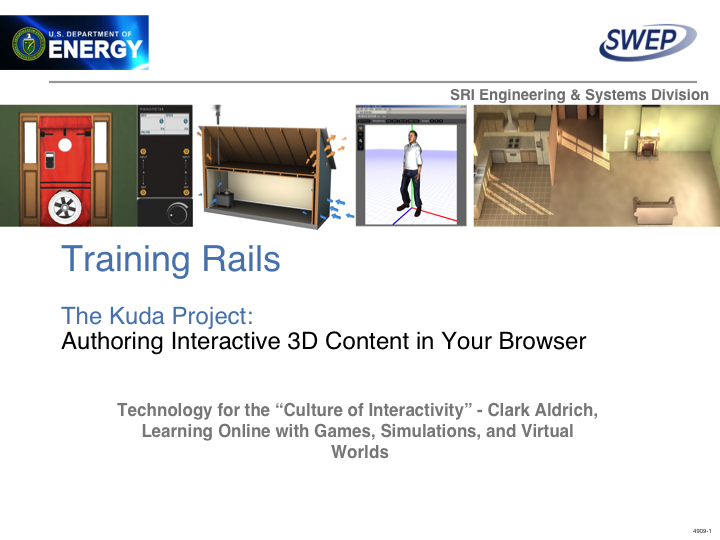 U.S. DEPARTMENT OF
ENERGY
SWEP
SRI Engineering & Systems Division
Training Rails
The Kuda Project:
Authoring Interactive 3D Content in Your Browser
Technology for the “Culture of Interactivity” - Clark Aldrich,
Learning Online with Games, Simulations, and Virtual
Worlds
4909-1